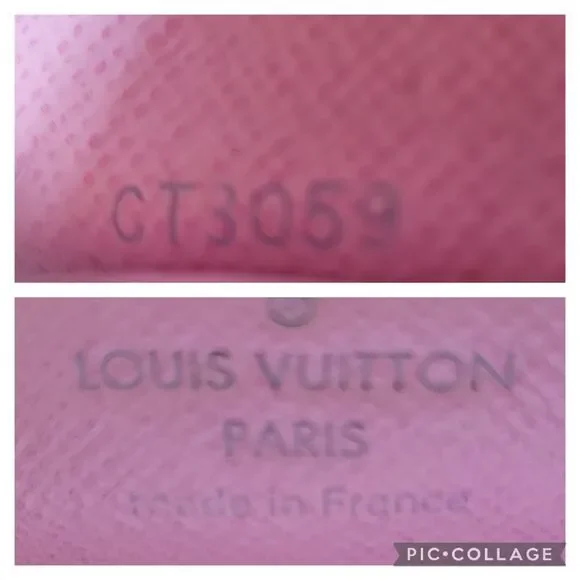 CT3059
®
LOUIS VUITTON
PARIS
made in France
PIC•COLLAGE